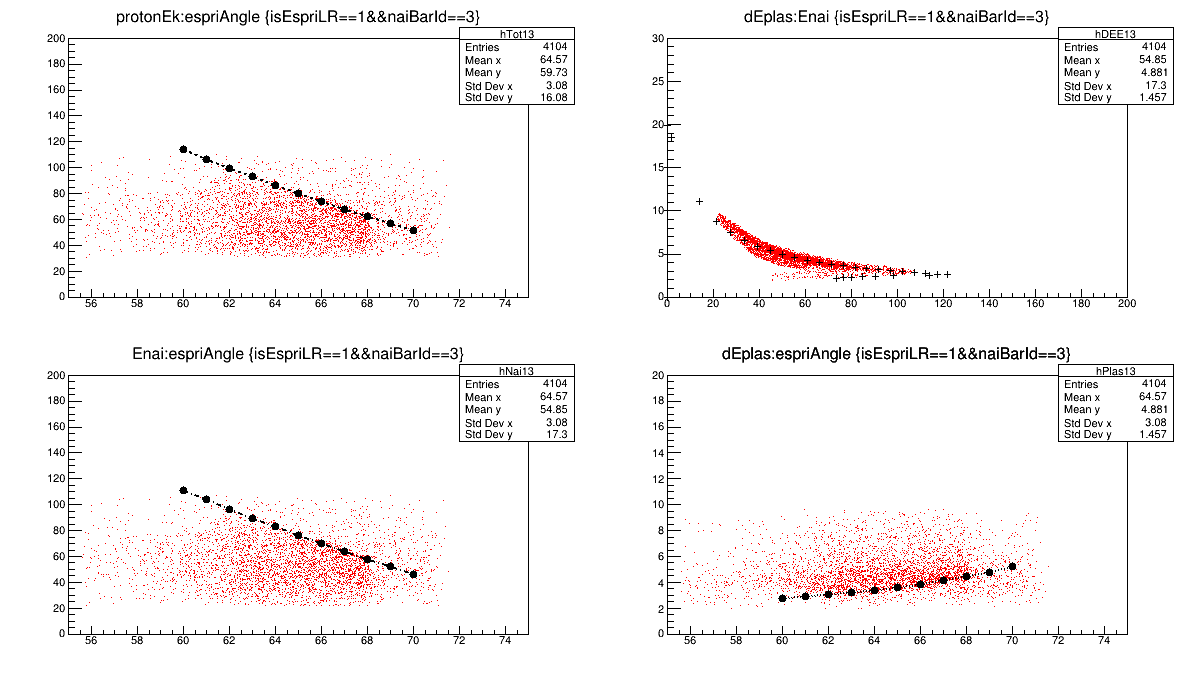 protonEk:espriAngle {isEspriLR==1&&naiBarId==3}
hTot13
Entries 4104
Mean x 64.57
Mean y 59.73
Std Dev x 3.08
Std Dev y 16.08
200
180
160
140
120
100
80
60
40
20
0
56 58 60 62 64 66 68 70 72 74
dEplas:Enai {isEspriLR==1&&naiBarId==3}
hDEE13
Entries 4104
Mean x 54.85
Mean y 4.881
Std Dev x 17.3
Std Dev y 1.457
30
25
20
15
10
5
0
0 20 40 60 80 100 120 140 160 180 200
Enai:espriAngle {isEspriLR==1&&naiBarId==3}
hNai13
Entries 4104
Mean x 64.57
Mean y 54.85
Std Dev x 3.08
Std Dev y 17.3
200
180
160
140
120
100
80
60
40
20
0
56 58 60 62 64 66 68 70 72 74
dEplas:espriAngle {isEspriLR==1&&naiBarId==3}
hPlas13
Entries 4104
Mean x 64.57
Mean y 4.881
Std Dev x 3.08
Std Dev y 1.457
20
18
16
14
12
10
8
6
4
2
0
56 58 60 62 64 66 68 70 72 74